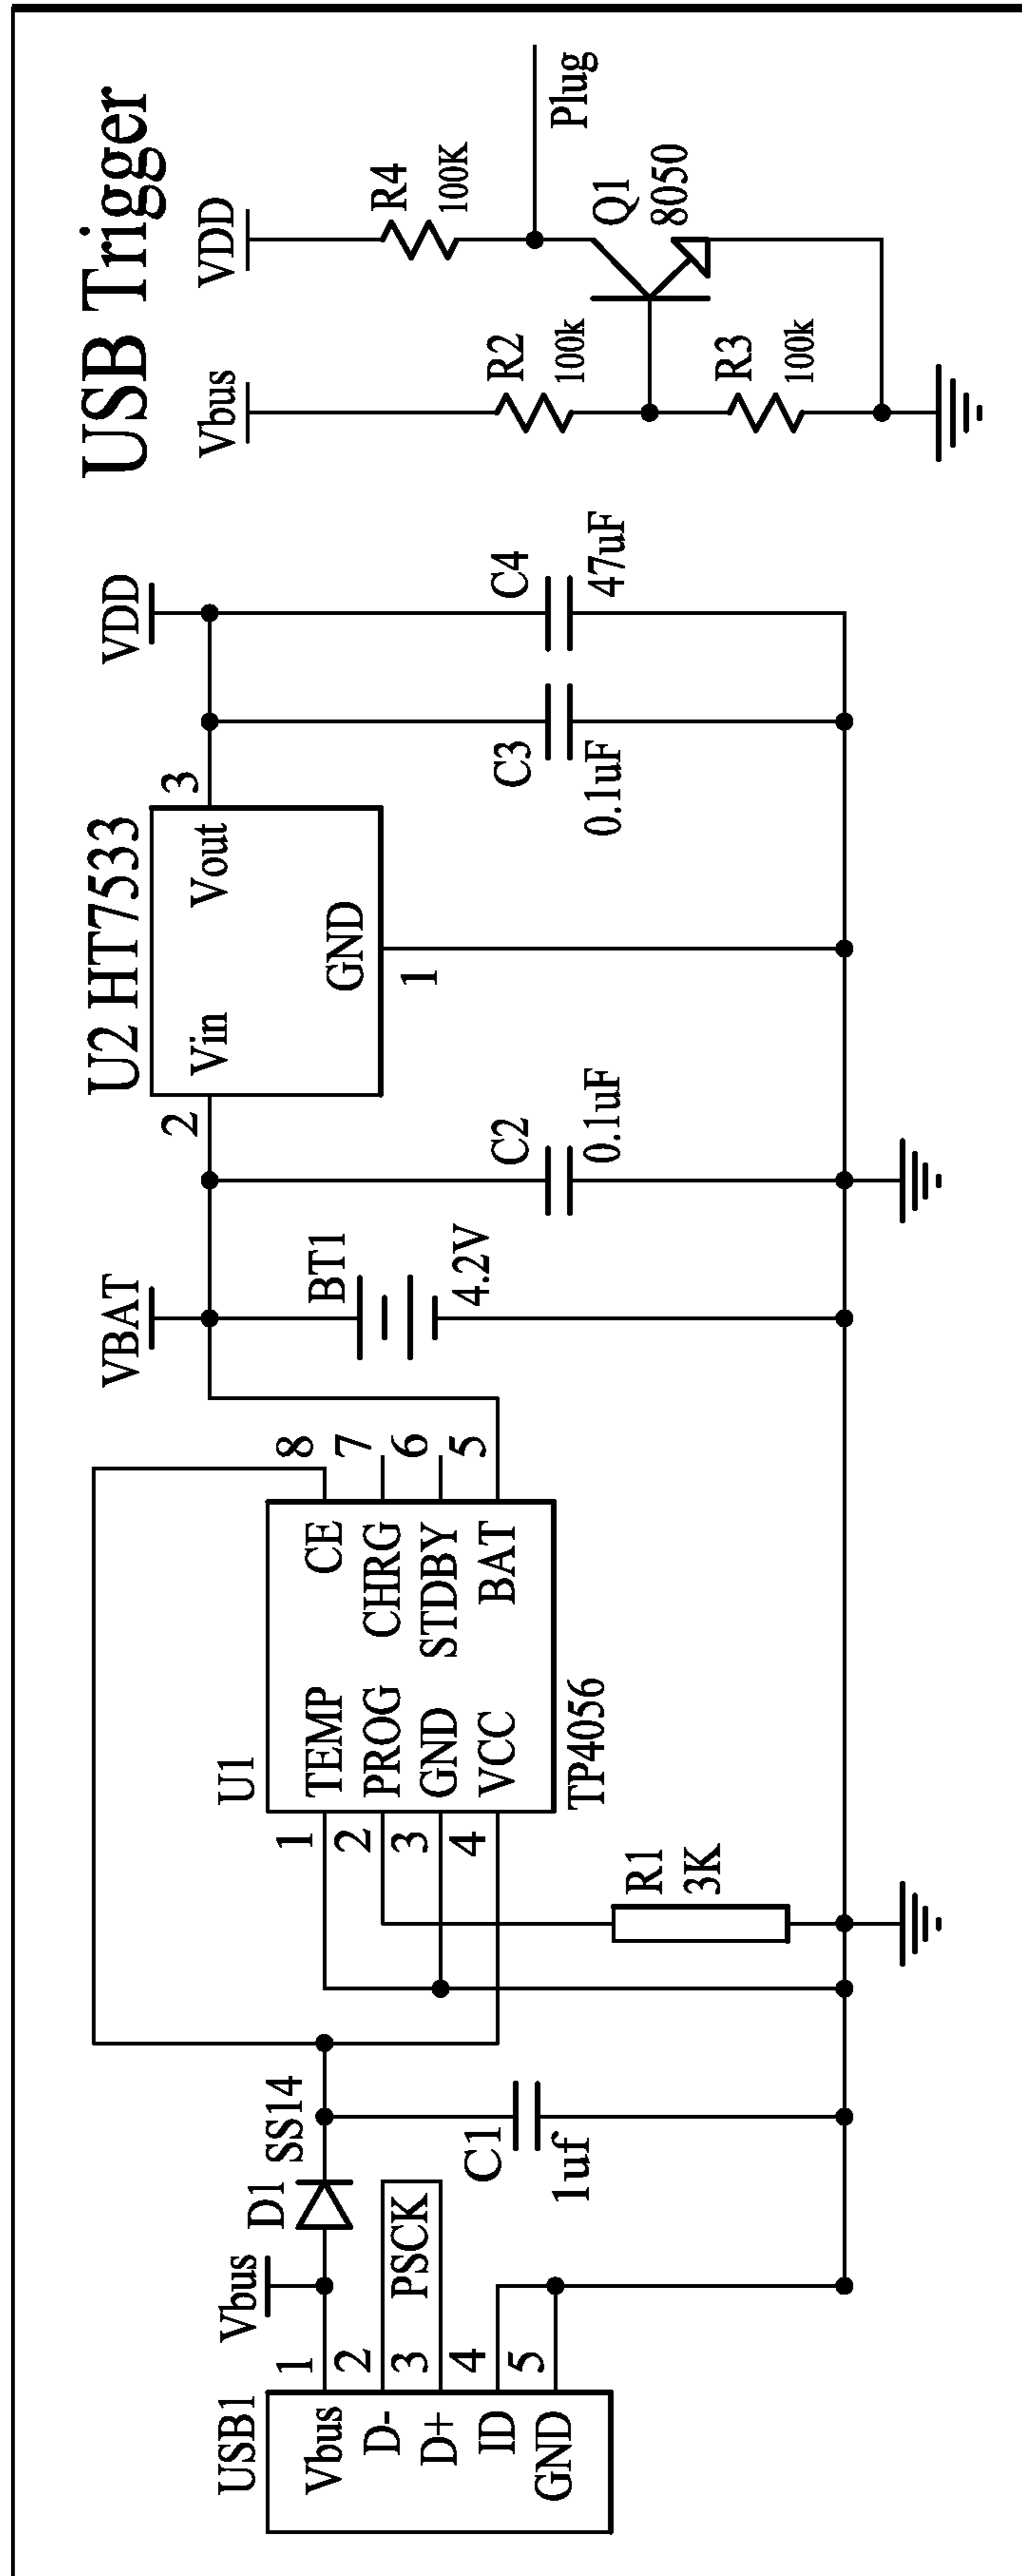 USB1
Vbus
D-
D+
ID
GND
1
2
3
4
5
PSCK
Vbus
D1
SS14
C1
1uf
U1
TEMP
PROG
GND
VCC
CE
CHRG
STDBY
BAT
1
2
3
4
8
7
6
5
TP4056
R1
3K
VBAT
BT1
4.2V
C2
0.1uF
U2 HT7533
2
Vin
Vout
GND
3
1
C3
0.1uF
VDD
C4
47uF
USB Trigger
Vbus
VDD
R2
100k
R3
100k
R4
100K
Plug
Q1
8050